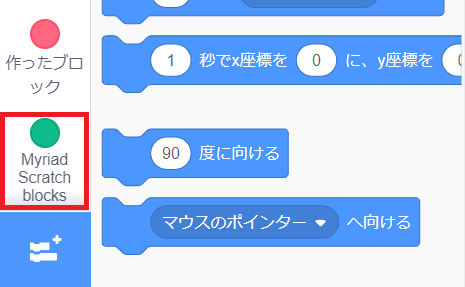 作ったブロ
ック
Myriad
Scratch
blocks
1 秒でx座標を 0 に、y座標を
90 度に向ける
マウスのポインター へ向ける